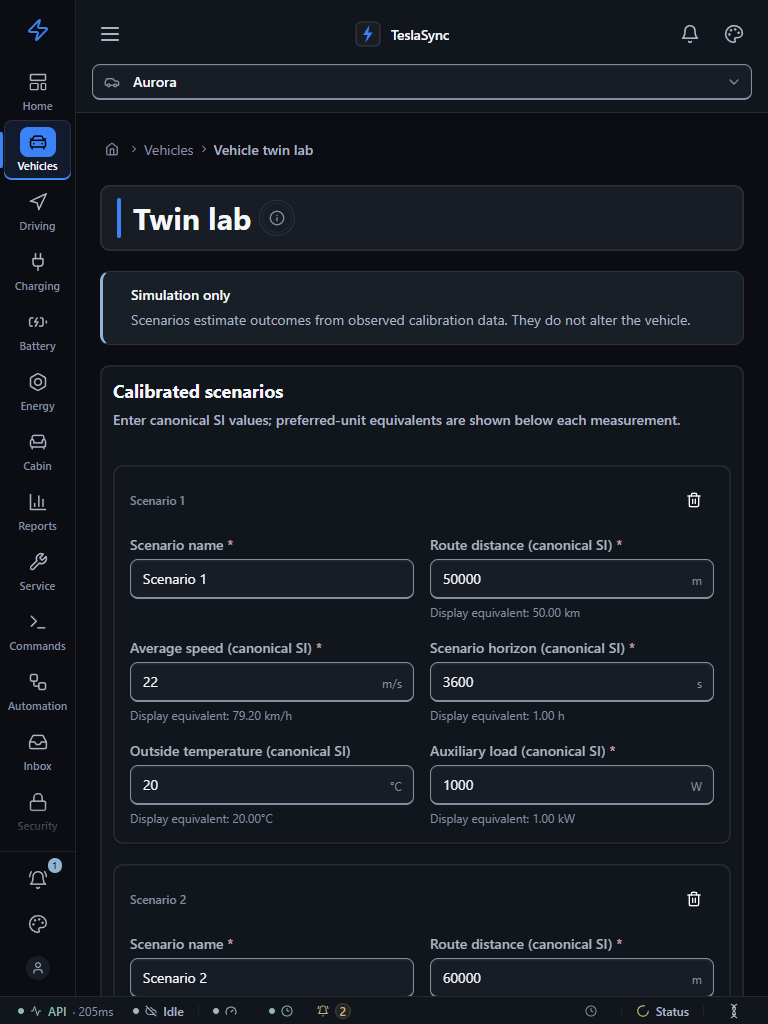 TeslaSync
Aurora
Home
Vehicles
Driving
Charging
Battery
Energy
Cabin
Reports
Service
Commands
Automation
Inbox
Security
1
Vehicles
Vehicle twin lab
Twin lab
Simulation only
Scenarios estimate outcomes from observed calibration data. They do not alter the vehicle.
Calibrated scenarios
Enter canonical SI values; preferred-unit equivalents are shown below each measurement.
Scenario 1
Scenario name *
Route distance (canonical SI) *
Scenario 1
50000 m
Display equivalent: 50.00 km
Average speed (canonical SI) *
Scenario horizon (canonical SI) *
22 m/s
3600 s
Display equivalent: 79.20 km/h
Display equivalent: 1.00 h
Outside temperature (canonical SI)
Auxiliary load (canonical SI) *
20 °C
1000 W
Display equivalent: 20.00°C
Display equivalent: 1.00 kW
Scenario 2
Scenario name *
Route distance (canonical SI) *
Scenario 2
60000 m
API · 205ms
Idle
2
Status